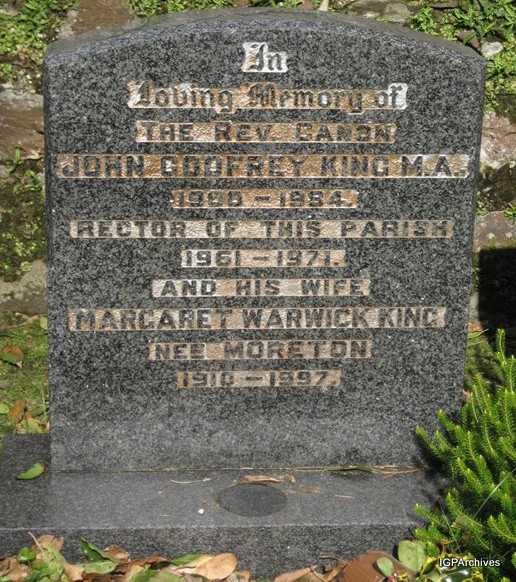 In
Loving Memory of
THE REV. CANON
JOHN GODFREY KING M.A.
1900 – 1984.
RECTOR OF THIS PARISH
1961 – 1971.
AND HIS WIFE
MARGARET WARWICK KING
NEE MORETON
1910 – 1997.
IGPArchives